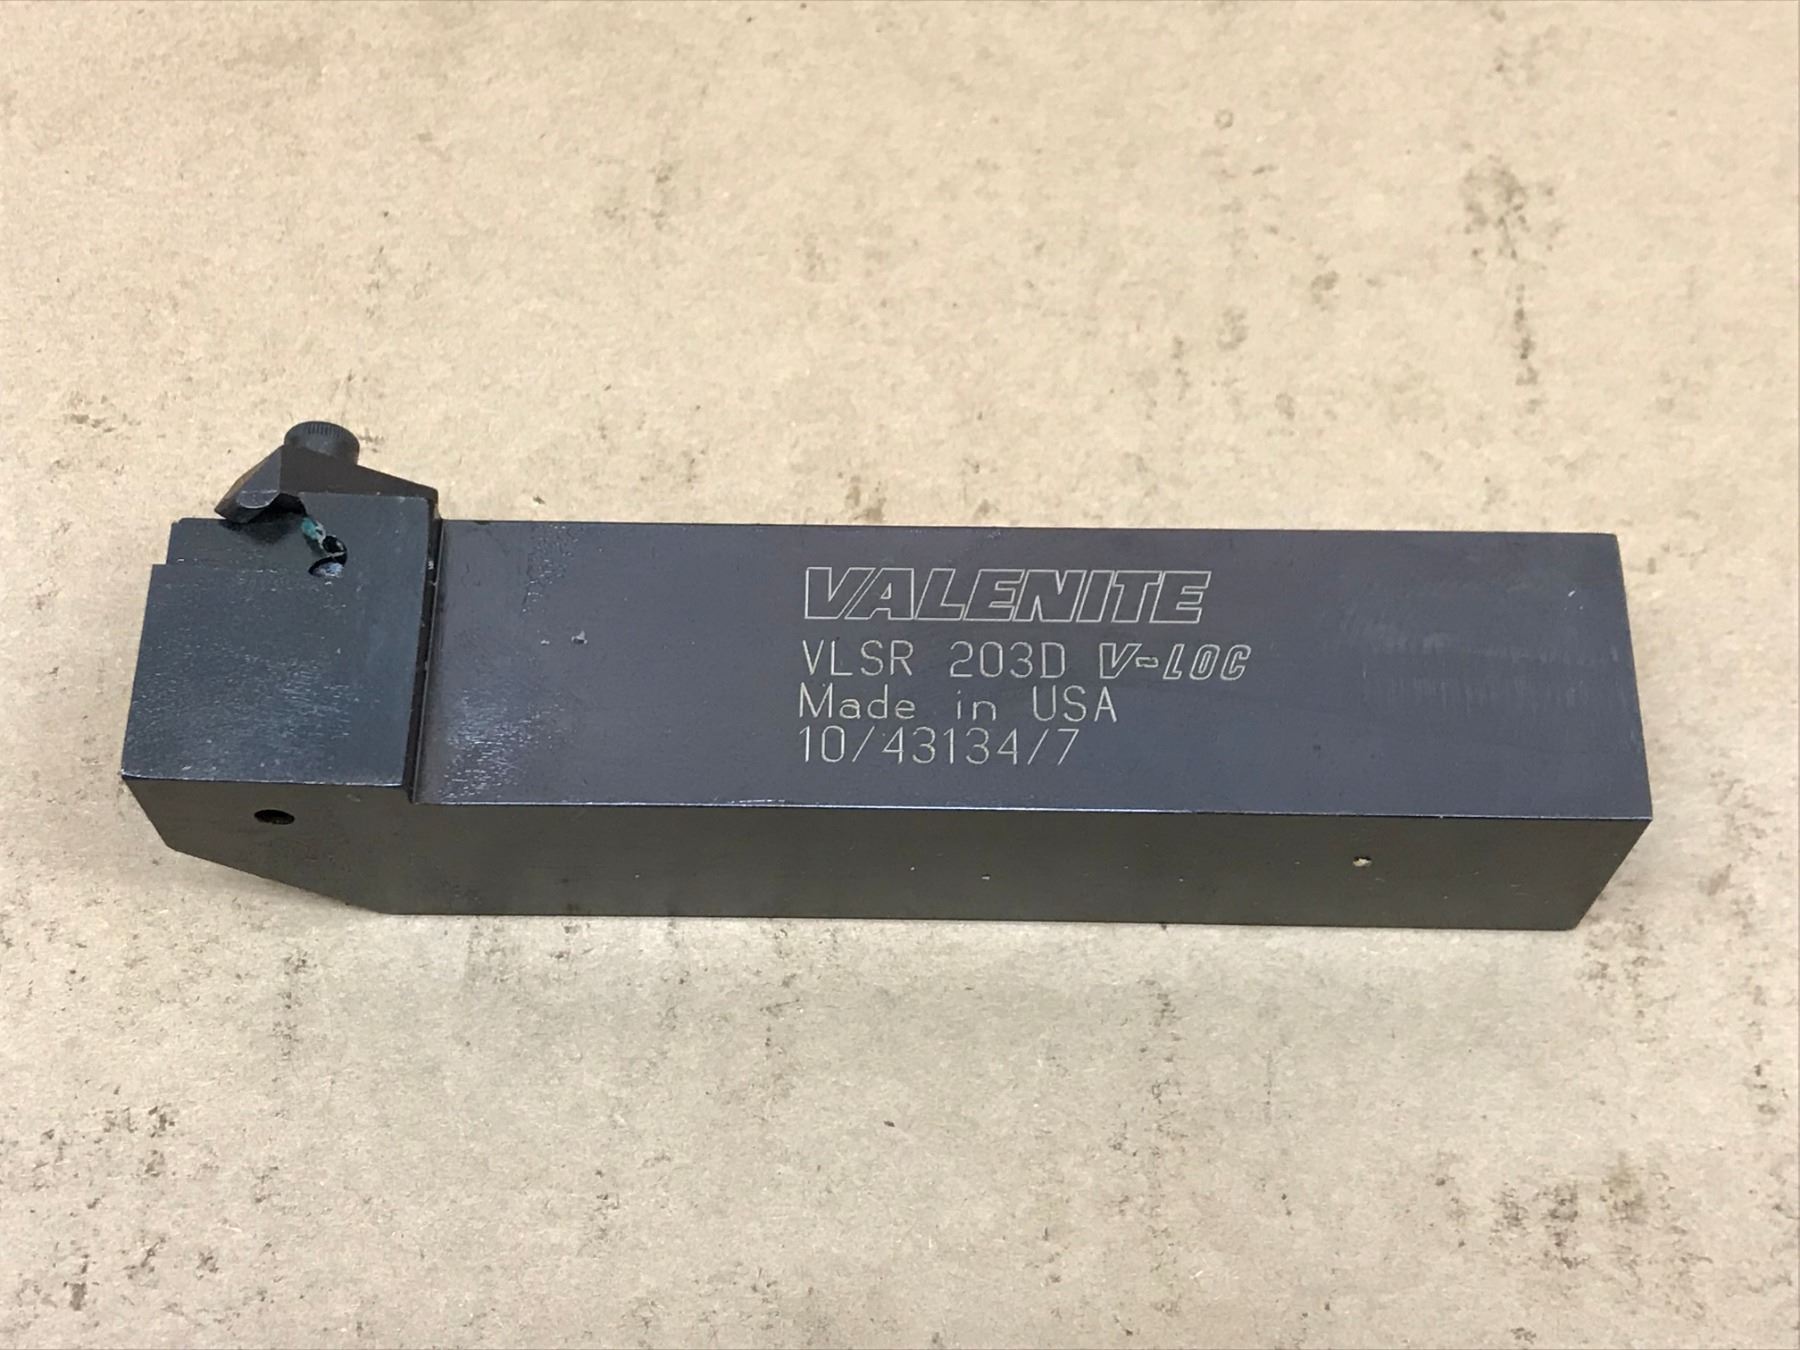 VALENITE
VLSR 203D V-LOC
Made in USA
10/43134/7